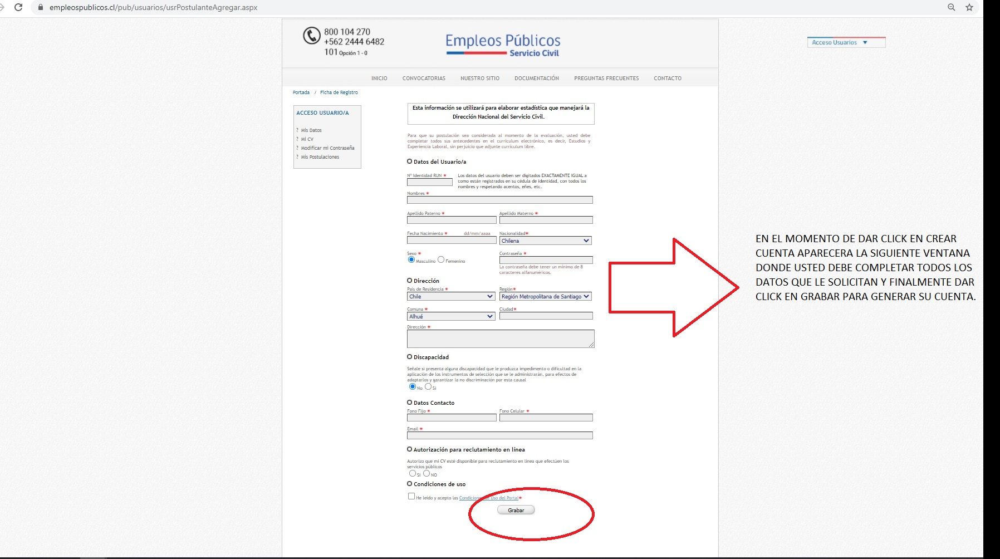 empleospublicos.cl/pub/usuarios/usrPostulanteAgregar.aspx
800 104 270
+562 2444 6482
101 Opción 1 - 0
Empleos Públicos
Servicio Civil
Acceso Usuarios
INICIO CONVOCATORIAS NUESTRO SITIO DOCUMENTACIÓN PREGUNTAS FRECUENTES CONTACTO
Portada / Ficha de Registro
ACCESO USUARIO/A
? Mis Datos
? Mi CV
? Modificar mi Contraseña
? Mis Postulaciones
Esta información se utilizará para elaborar estadística que manejará la
Dirección Nacional del Servicio Civil.
Para que su postulación sea considerada al momento de la evaluación, usted debe
completar todos sus antecedentes en el currículum electrónico, es decir, Estudios y
Experiencia Laboral, sin perjuicio que adjunte currículum libre.
Datos del Usuario/a
Nº Identidad RUN *
Los datos del usuario deben ser digitados EXACTAMENTE IGUAL a
como están registrados en su cédula de identidad, con todos los
nombres y respetando acentos, eñes, etc.
Nombres *
Apellido Paterno * Apellido Materno *
Fecha Nacimiento * dd/mm/aaaa Nacionalidad*
Chilena
Sexo * Contraseña *
Masculino Femenino
La contraseña debe tener un mínimo de 8
caracteres alfanuméricos.
Dirección
País de Residencia * Región*
Chile Región Metropolitana de Santiago
Comuna * Ciudad*
Alhué
Dirección *
Discapacidad
Señale si presenta alguna discapacidad que le produzca impedimento o dificultad en la
aplicación de los instrumentos de selección que se le administrarán, para efectos de
adaptarlos y garantizar la no discriminación por esta causal
No Si
Datos Contacto
Fono Fijo * Fono Celular *
Email *
Autorización para reclutamiento en línea
Autorizo que mi CV esté disponible para reclutamiento en línea que efectúen los
servicios públicos
SI NO
Condiciones de uso
He leído y acepto las Condiciones de Uso del Portal*
Grabar
EN EL MOMENTO DE DAR CLICK EN CREAR
CUENTA APARECERA LA SIGUIENTE VENTANA
DONDE USTED DEBE COMPLETAR TODOS LOS
DATOS QUE LE SOLICITAN Y FINALMENTE DAR
CLICK EN GRABAR PARA GENERAR SU CUENTA.